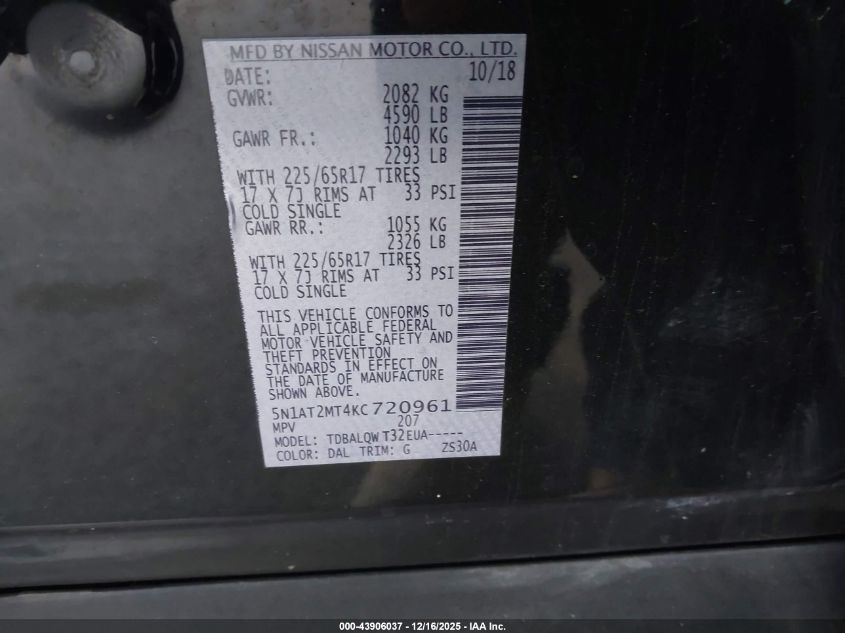 MFD BY NISSAN MOTOR CO., LTD.
DATE: 10/18
GVWR: 2082 KG
4590 LB
GAWR FR.: 1040 KG
2293 LB
WITH 225/65R17 TIRES
17 X 7J RIMS AT 33 PSI
COLD SINGLE
GAWR RR.: 1055 KG
2326 LB
WITH 225/65R17 TIRES
17 X 7J RIMS AT 33 PSI
COLD SINGLE
THIS VEHICLE CONFORMS TO
ALL APPLICABLE FEDERAL
MOTOR VEHICLE SAFETY AND
THEFT PREVENTION
STANDARDS IN EFFECT ON
THE DATE OF MANUFACTURE
SHOWN ABOVE.
5N1AT2MT4KC720961
MPV 207
MODEL: TDBALQW T32EUA-----
COLOR: DAL TRIM: G ZS30A
000-43906037 - 12/16/2025 - IAA Inc.